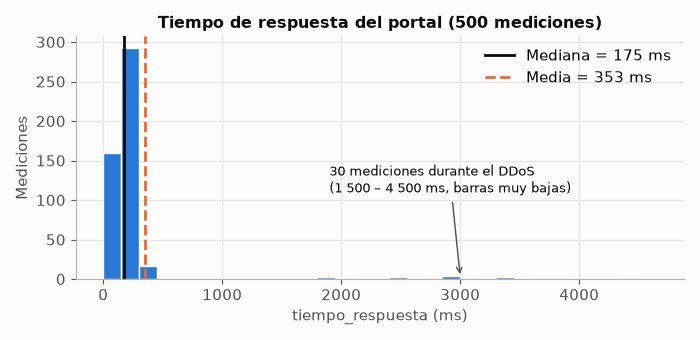 Tiempo de respuesta del portal (500 mediciones)
Mediana = 175 ms
Media = 353 ms
30 mediciones durante el DDoS
(1 500 – 4 500 ms, barras muy bajas)
Mediciones
300
250
200
150
100
50
0
0 1000 2000 3000 4000
tiempo_respuesta (ms)